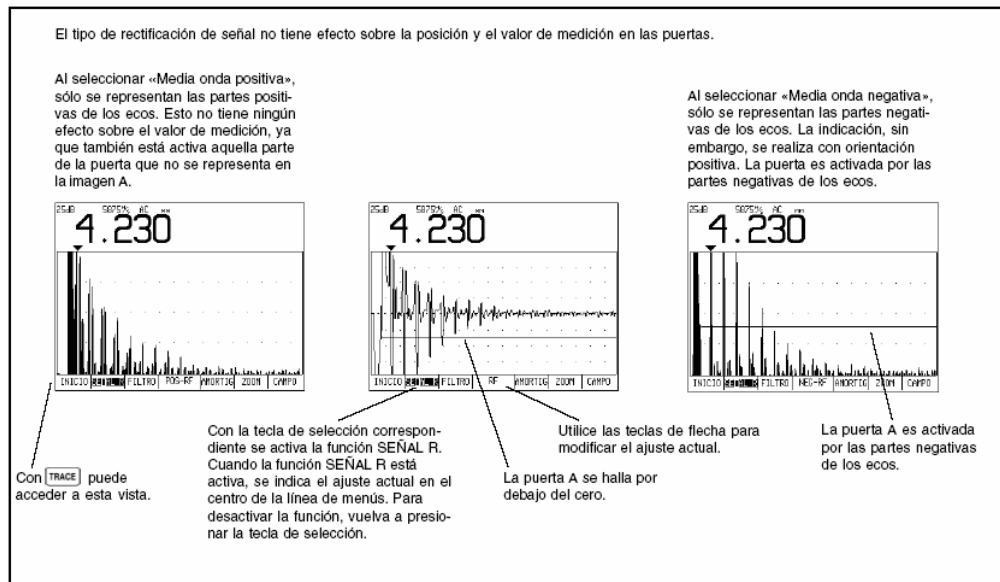 El tipo de rectificación de señal no tiene efecto sobre la posición y el valor de medición en las puertas.
Al seleccionar «Media onda positiva»,
sólo se representan las partes positi-
vas de los ecos. Esto no tiene ningún
efecto sobre el valor de medición, ya
que también está activa aquella parte
de la puerta que no se representa en
la imagen A.
Al seleccionar «Media onda negativa»,
sólo se representan las partes negati-
vas de los ecos. La indicación, sin
embargo, se realiza con orientación
positiva. La puerta es activada por las
partes negativas de los ecos.
25dB AC mm
4.230
INICIO FILTRO POS-RF AMORTIG ZOOM CAMPO
25dB AC mm
4.230
INICIO FILTRO RF AMORTIG ZOOM CAMPO
25dB AC mm
4.230
INICIO FILTRO NEG-RF AMORTIG ZOOM CAMPO
Con TRACE puede
acceder a esta vista.
Con la tecla de selección correspon-
diente se activa la función SEÑAL R.
Cuando la función SEÑAL R está
activa, se indica el ajuste actual en el
centro de la línea de menús. Para
desactivar la función, vuelva a presio-
nar la tecla de selección.
Utilice las teclas de flecha para
modificar el ajuste actual.
La puerta A se halla por
debajo del cero.
La puerta A es activada
por las partes negativas
de los ecos.